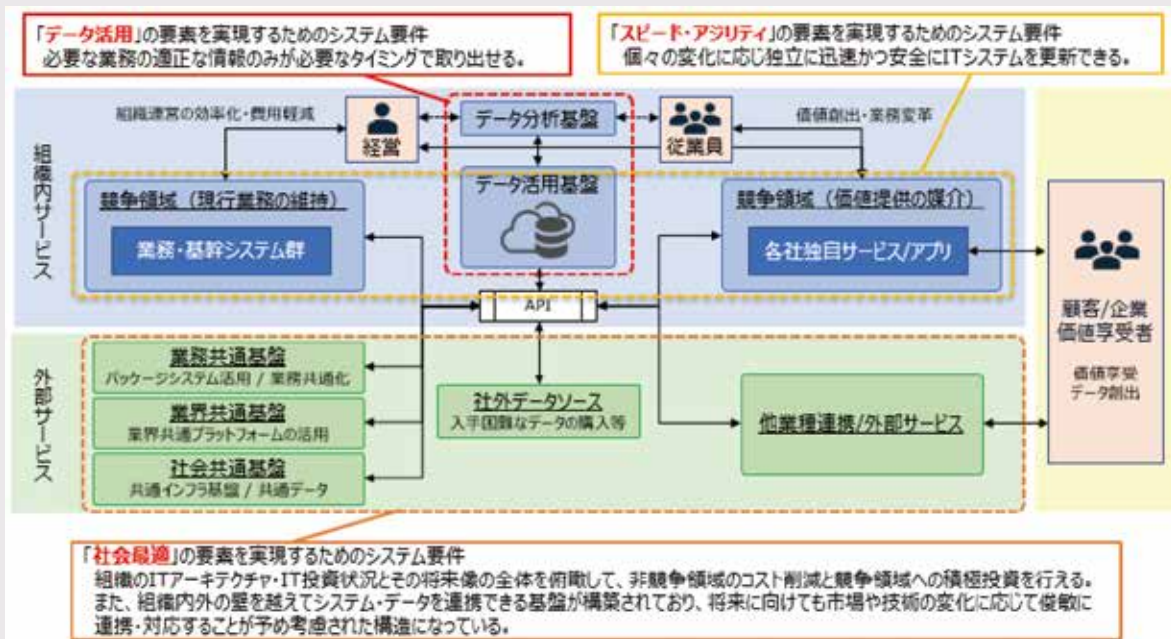 「データ活用」の要素を実現するためのシステム要件
必要な業務の適正な情報のみが必要なタイミングで取り出せる。
「スピード・アジリティ」の要素を実現するためのシステム要件
個々の変化に応じ独立に迅速かつ安全にITシステムを更新できる。
組織内サービス
組織運営の効率化・費用軽減
経営
データ分析基盤
従業員
価値創出・業務変革
競争領域（現行業務の維持）
業務・基幹システム群
データ活用基盤
競争領域（価値提供の媒介）
各社独自サービス/アプリ
API
顧客/企業
価値享受者
価値享受
データ創出
外部サービス
業務共通基盤
パッケージシステム活用 / 業務共通化
業界共通基盤
業界共通プラットフォームの活用
社会共通基盤
共通インフラ基盤 / 共通データ
社外データソース
入手困難なデータの購入等
他業種連携/外部サービス
「社会最適」の要素を実現するためのシステム要件
組織のITアーキテクチャ・IT投資状況とその将来像の全体を俯瞰して、非競争領域のコスト削減と競争領域への積極投資を行える。
また、組織内外の壁を越えてシステム・データを連携できる基盤が構築されており、将来に向けても市場や技術の変化に応じて俊敏に
連携・対応することが予め考慮された構造になっている。